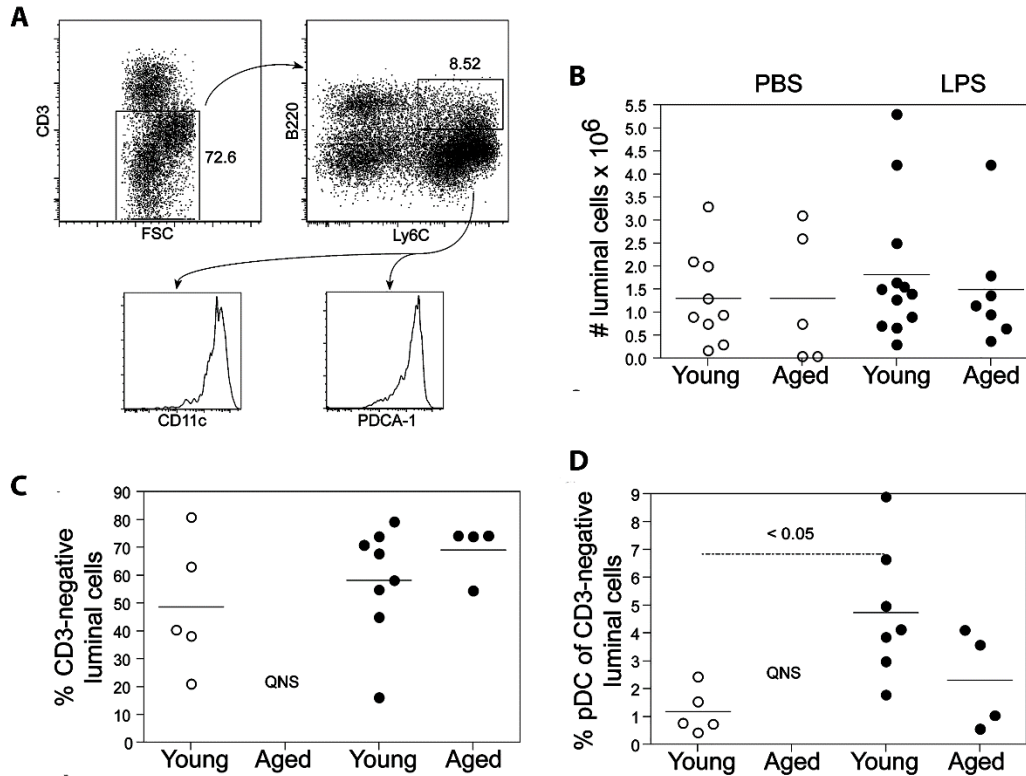 A
CD3
72.6
FSC
B220
8.52
Ly6C
CD11c
PDCA-1
B
PBS LPS
# luminal cells x 10⁶
5.5
5.0
4.5
4.0
3.5
3.0
2.5
2.0
1.5
1.0
0.5
0.0
Young Aged Young Aged
C
% CD3-negative
luminal cells
90
80
70
60
50
40
30
20
10
0
QNS
Young Aged Young Aged
D
% pDC of CD3-negative
luminal cells
9
8
7
6
5
4
3
2
1
0
< 0.05
QNS
Young Aged Young Aged